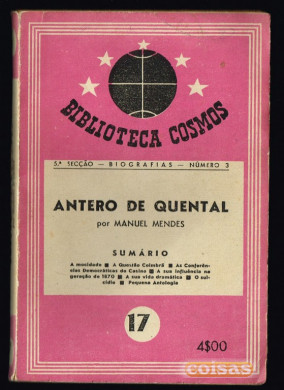 BIBLIOTECA COSMOS
5.ª SECÇÃO — BIOGRAFIAS — NÚMERO 3
ANTERO DE QUENTAL
por MANUEL MENDES
SUMÁRIO
A mocidade ■ A Questão Coimbrã ■ As Conferên-
cias Democráticas do Casino ■ A sua influência na
geração de 1870 ■ A sua vida dramática ■ O sui-
cídio ■ Pequena Antologia
17
4$00
coisas